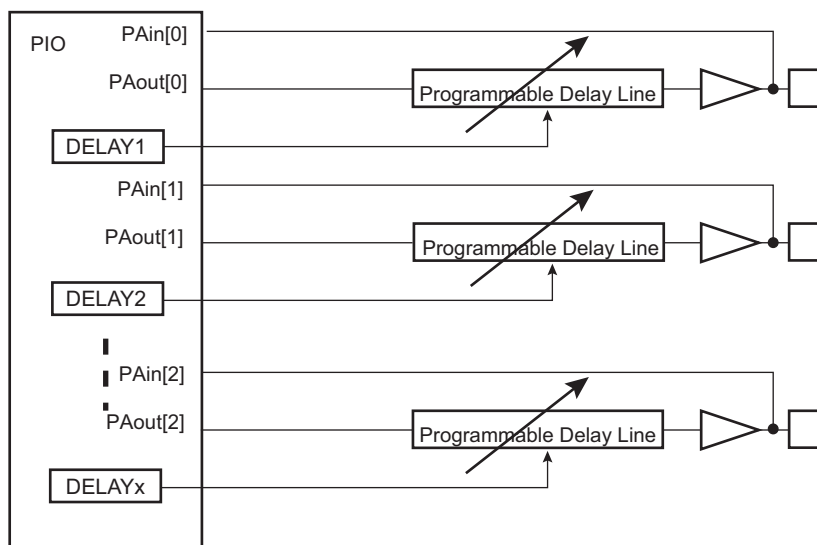 PIO
PAin[0]
PAout[0]
Programmable Delay Line
DELAY1
PAin[1]
PAout[1]
Programmable Delay Line
DELAY2
PAin[2]
PAout[2]
Programmable Delay Line
DELAYx